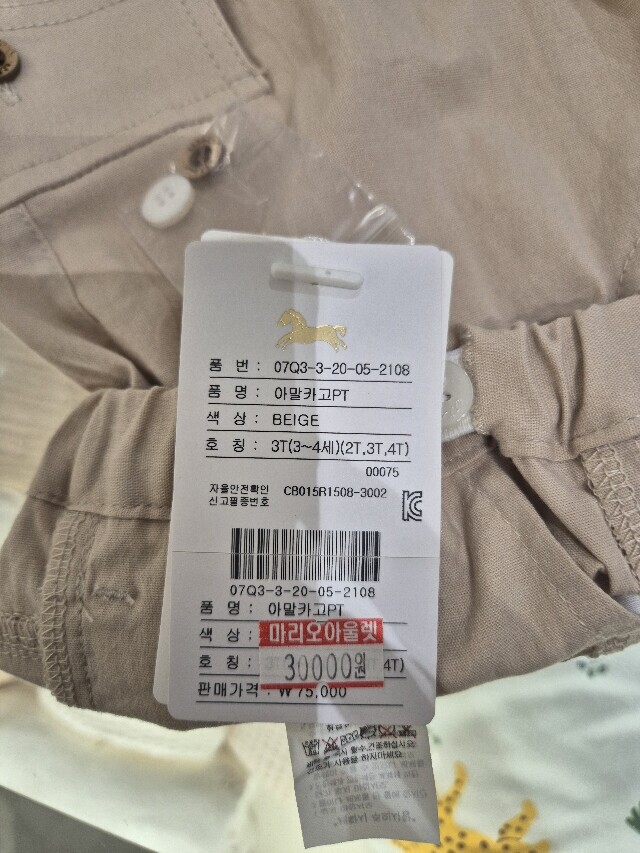 품 번 : 07Q3-3-20-05-2108
품 명 : 아말카고PT
색 상 : BEIGE
호 칭 : 3T(3~4세)(2T,3T,4T)
00075
자율안전확인
신고필증번호 CB015R1508-3002
07Q3-3-20-05-2108
품 명 : 아말카고PT
색 상 :
마리오아울렛
호 칭 : 4T)
30000원
판매가격 : ₩75,000